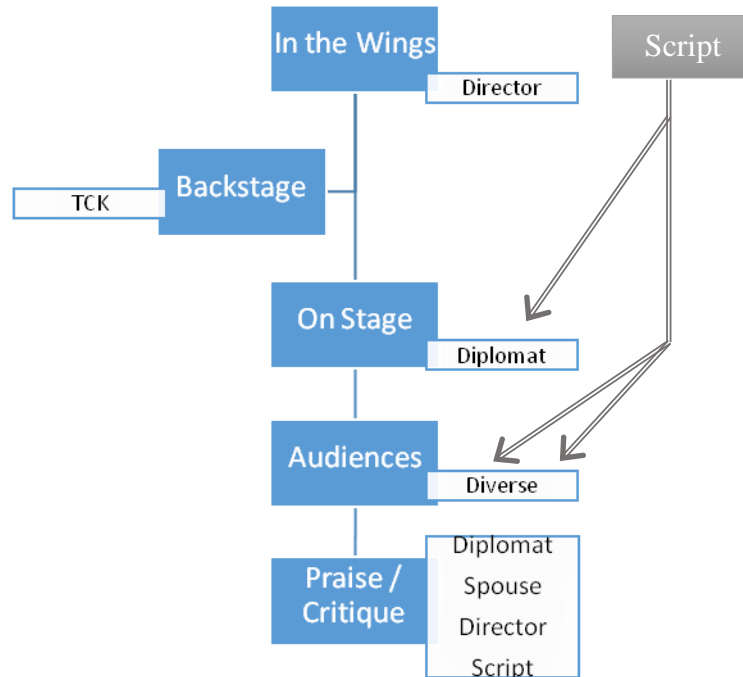 In the Wings
Script
Director
Backstage
TCK
On Stage
Diplomat
Audiences
Diverse
Praise /
Critique
Diplomat
Spouse
Director
Script